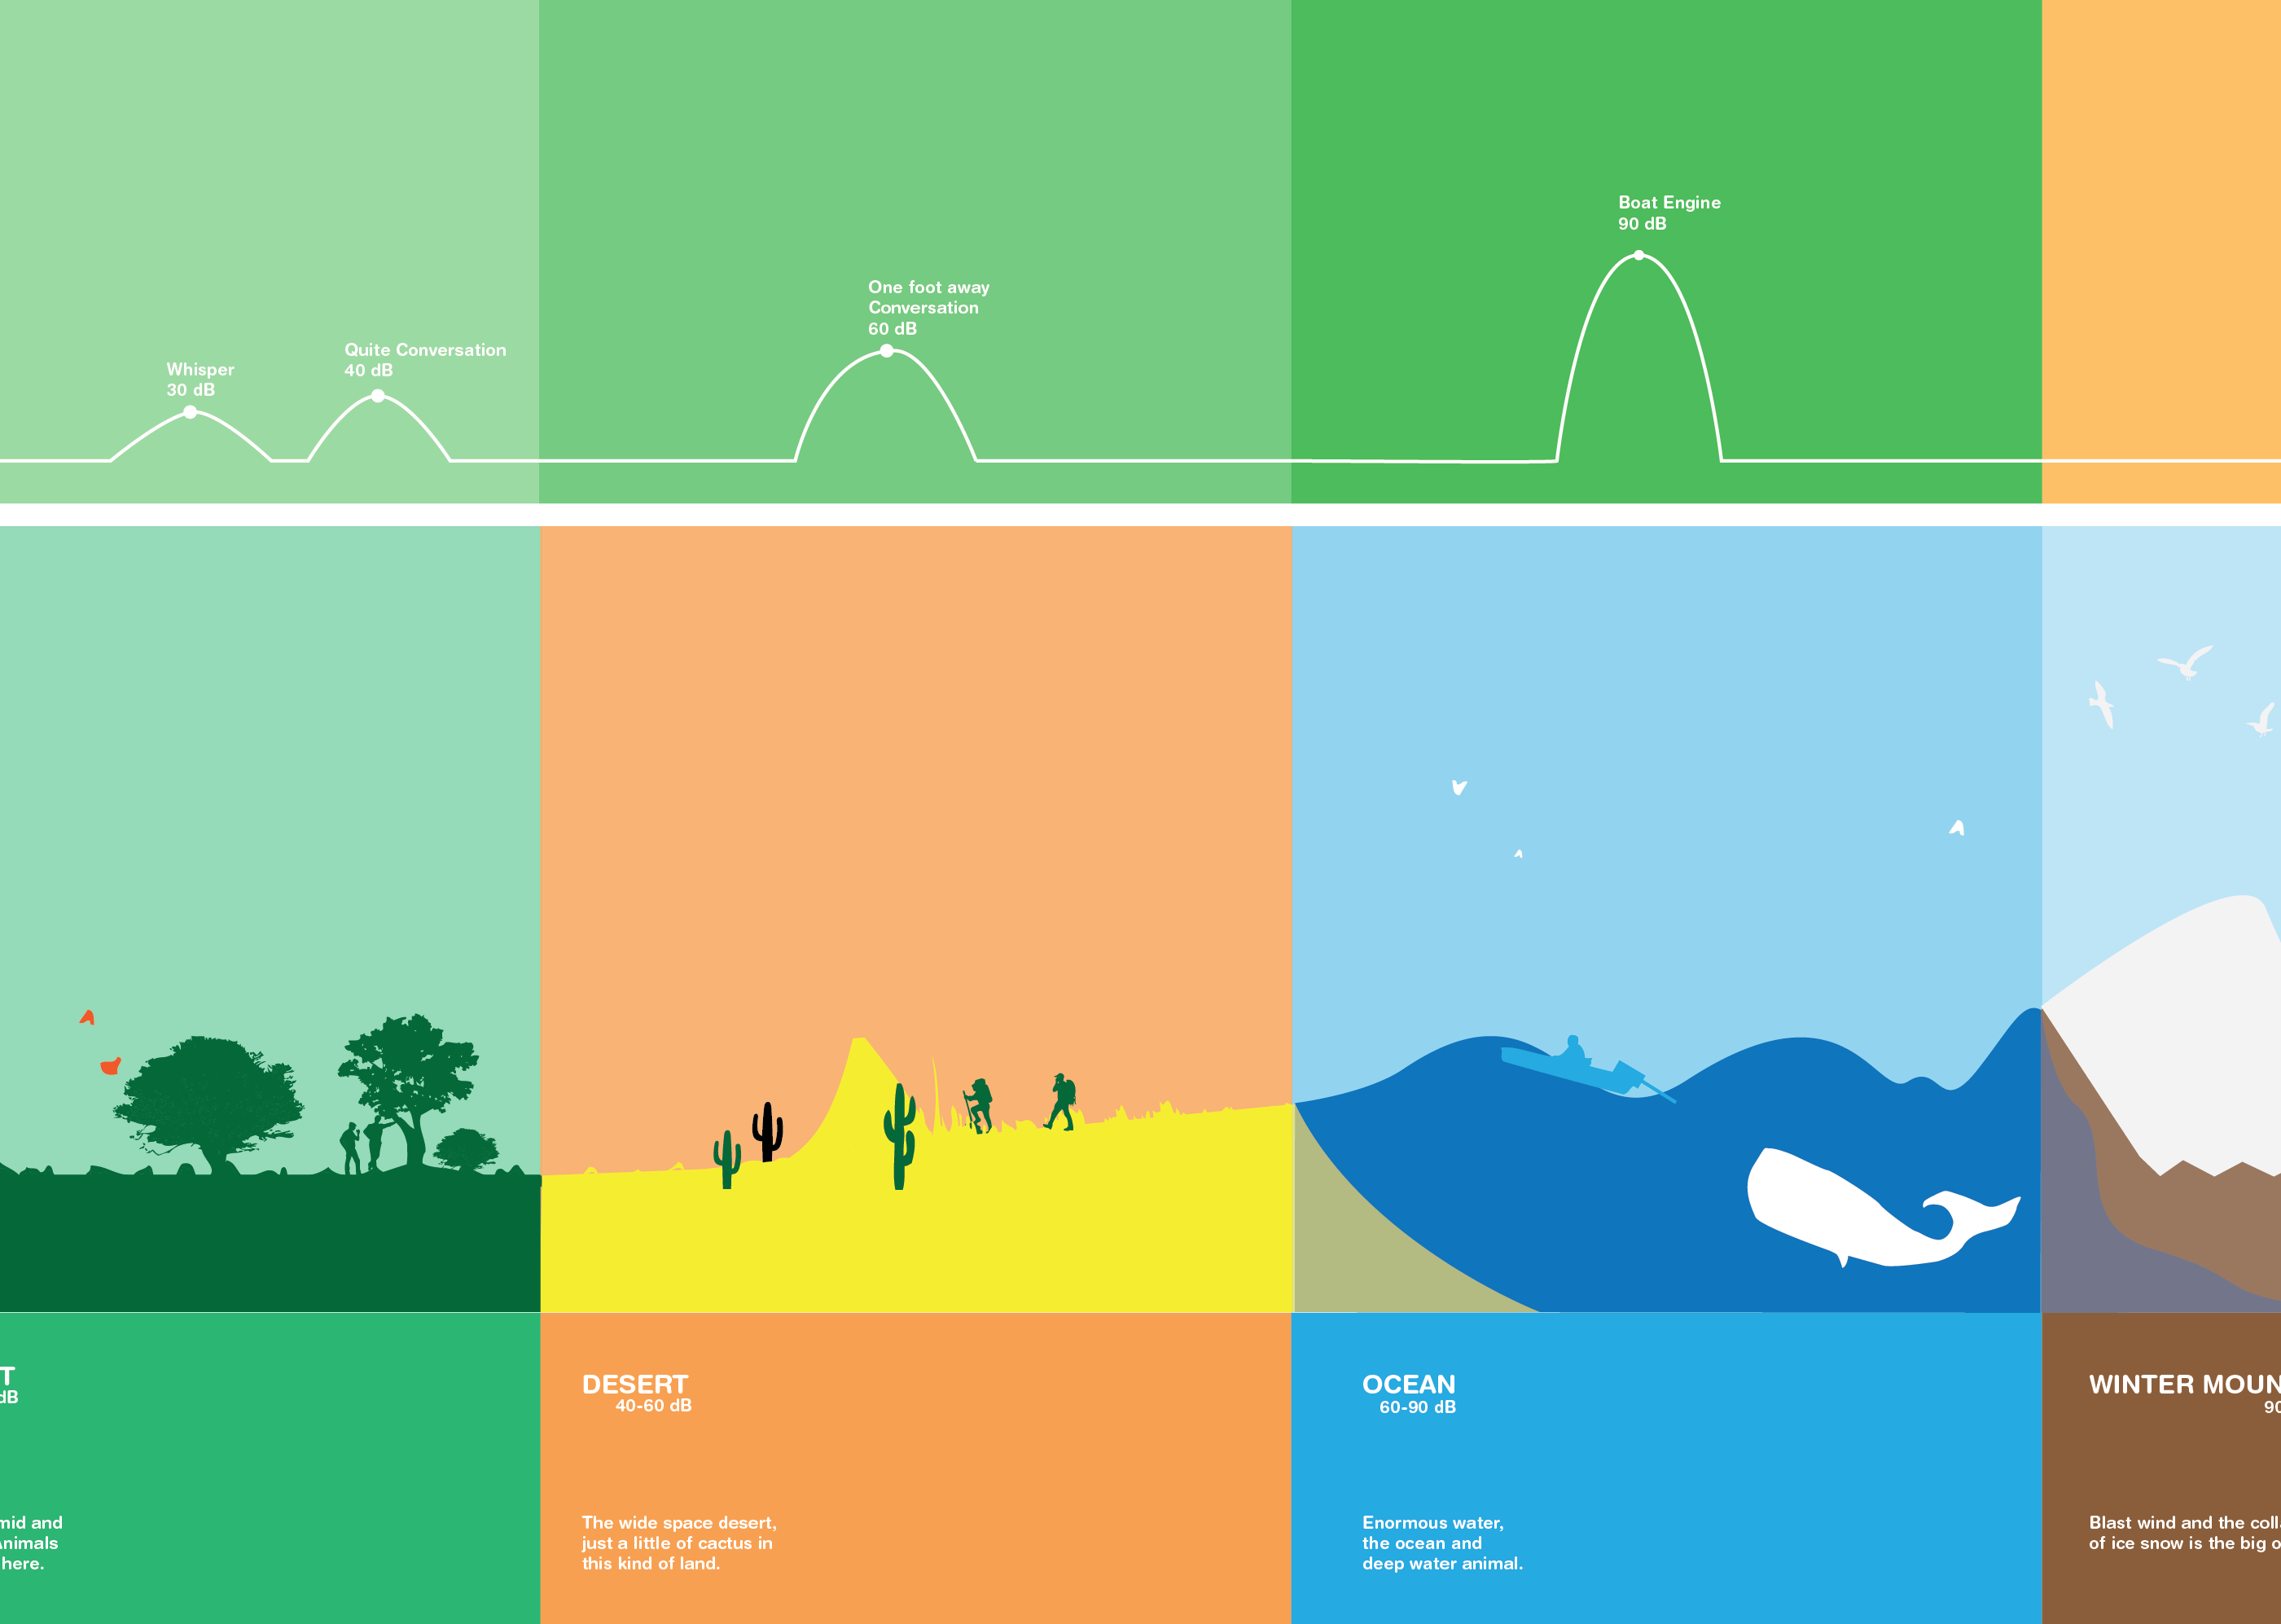 Whisper
30 dB
Quite Conversation
40 dB
One foot away
Conversation
60 dB
Boat Engine
90 dB
T
dB
mid and
Animals
here.
DESERT
40-60 dB
The wide space desert,
just a little of cactus in
this kind of land.
OCEAN
60-90 dB
Enormous water,
the ocean and
deep water animal.
WINTER MOUN
90
Blast wind and the coll
of ice snow is the big o